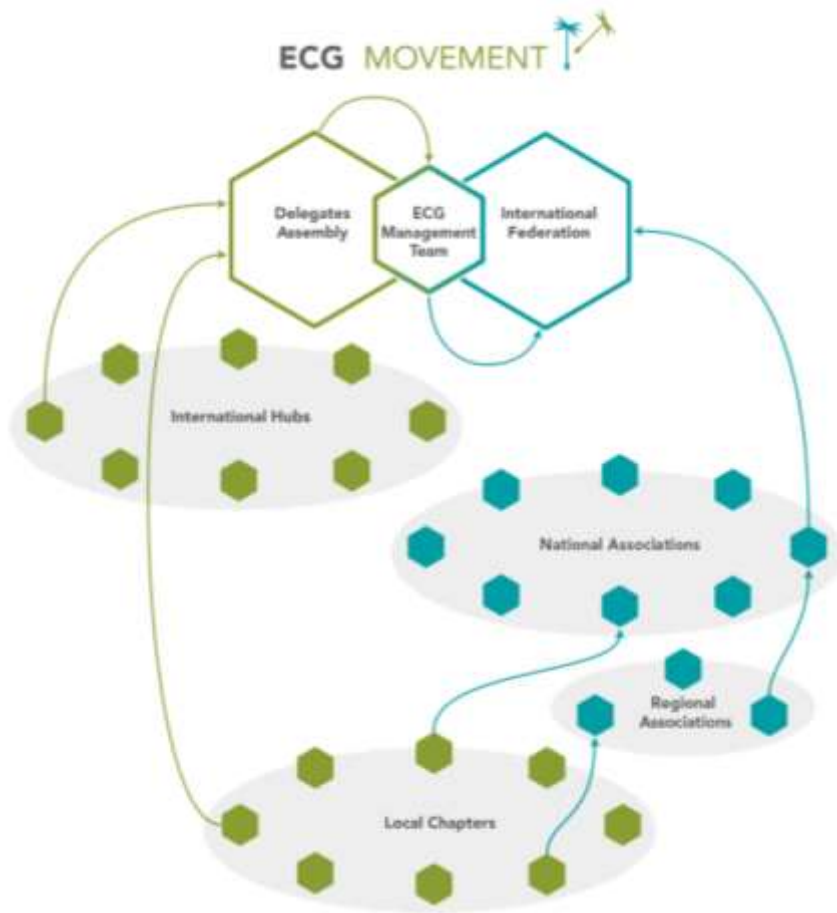 ECG MOVEMENT
Delegates
Assembly
ECG
Management
Team
International
Federation
International Hubs
National Associations
Regional
Associations
Local Chapters